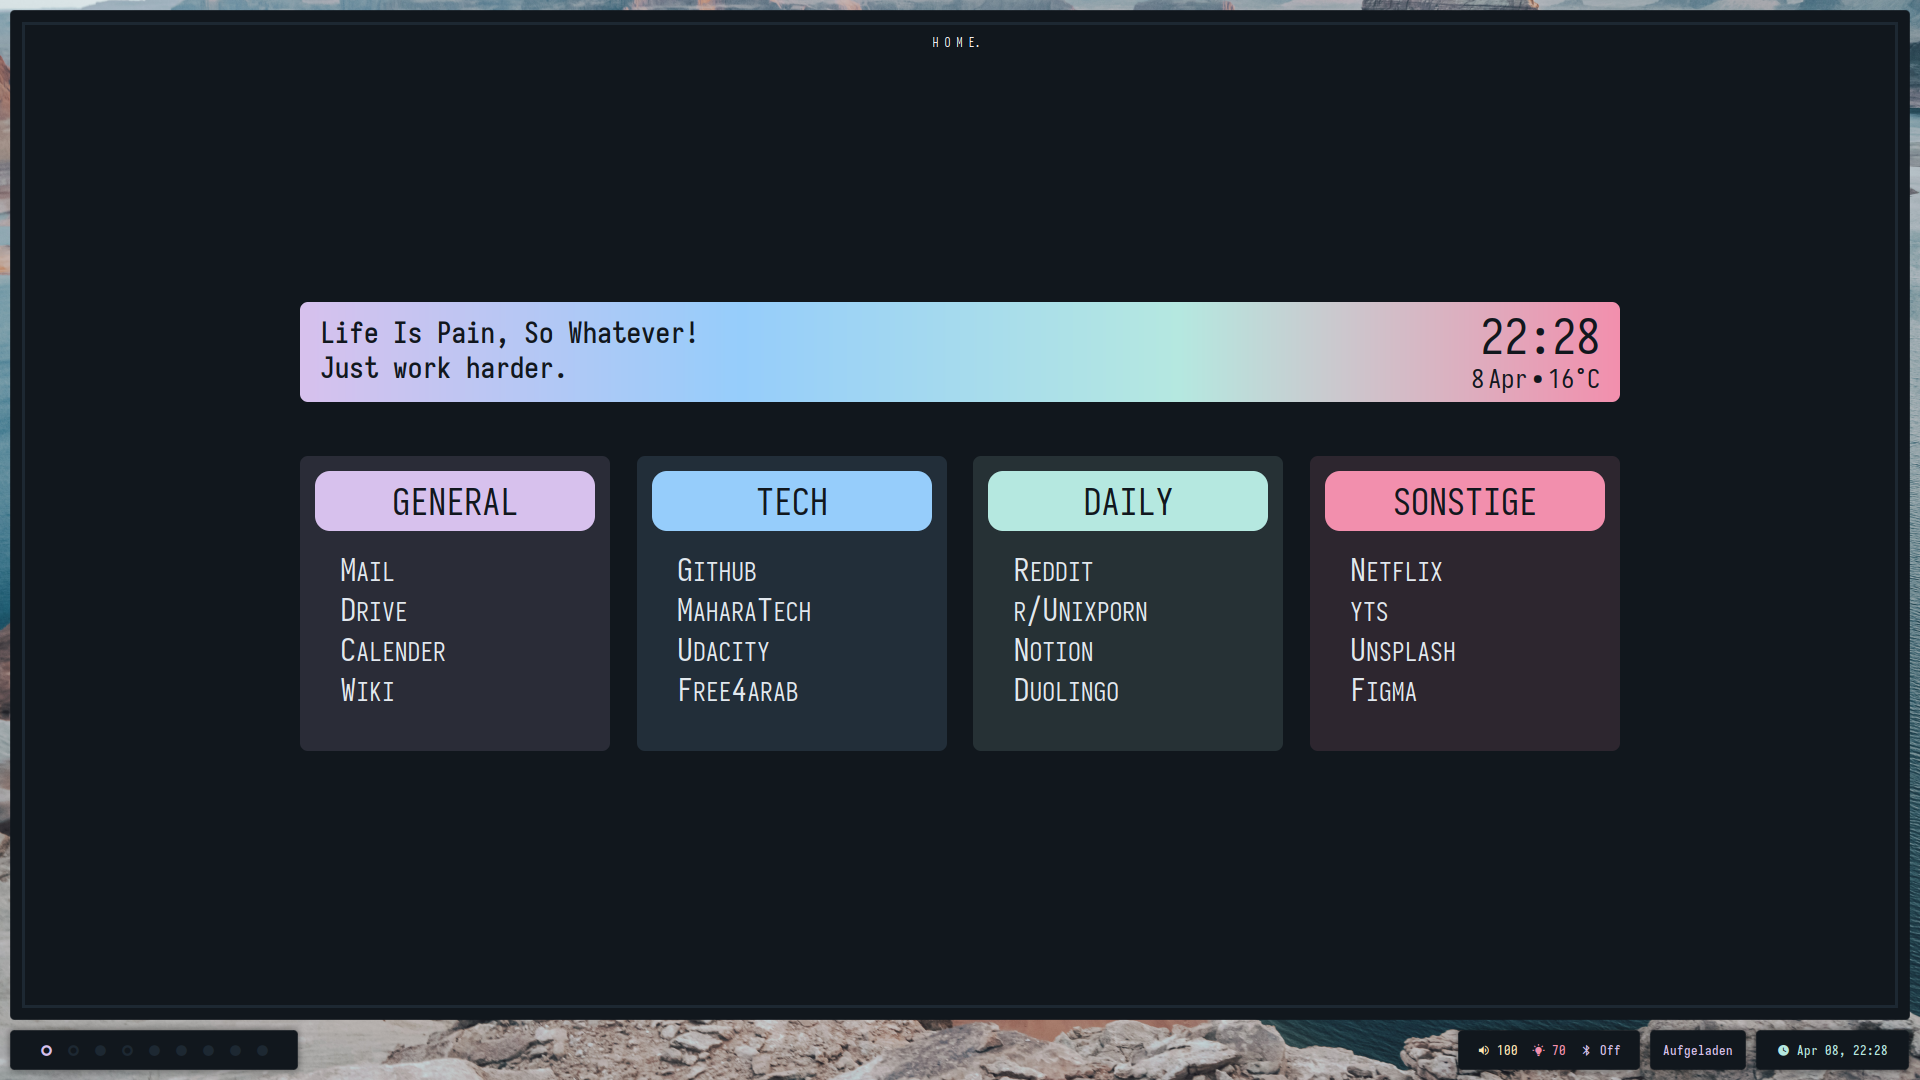 HOME.
Life Is Pain, So Whatever!
Just work harder.
22:28
8 Apr • 16°C
GENERAL
Mail
Drive
Calender
Wiki
TECH
Github
MaharaTech
Udacity
Free4arab
DAILY
Reddit
r/Unixporn
Notion
Duolingo
SONSTIGE
Netflix
yts
Unsplash
Figma
100 70 Off Aufgeladen Apr 08, 22:28